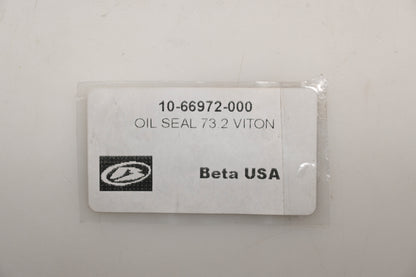 10-66972-000
OIL SEAL 73.2 VITON
Beta USA